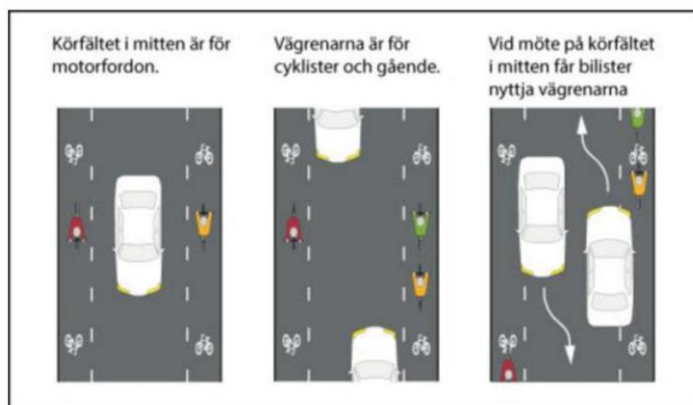 Körfältet i mitten är för
motorfordon.
Vägrenarna är för
cyklister och gående.
Vid möte på körfältet
i mitten får bilister
nyttja vägrenarna